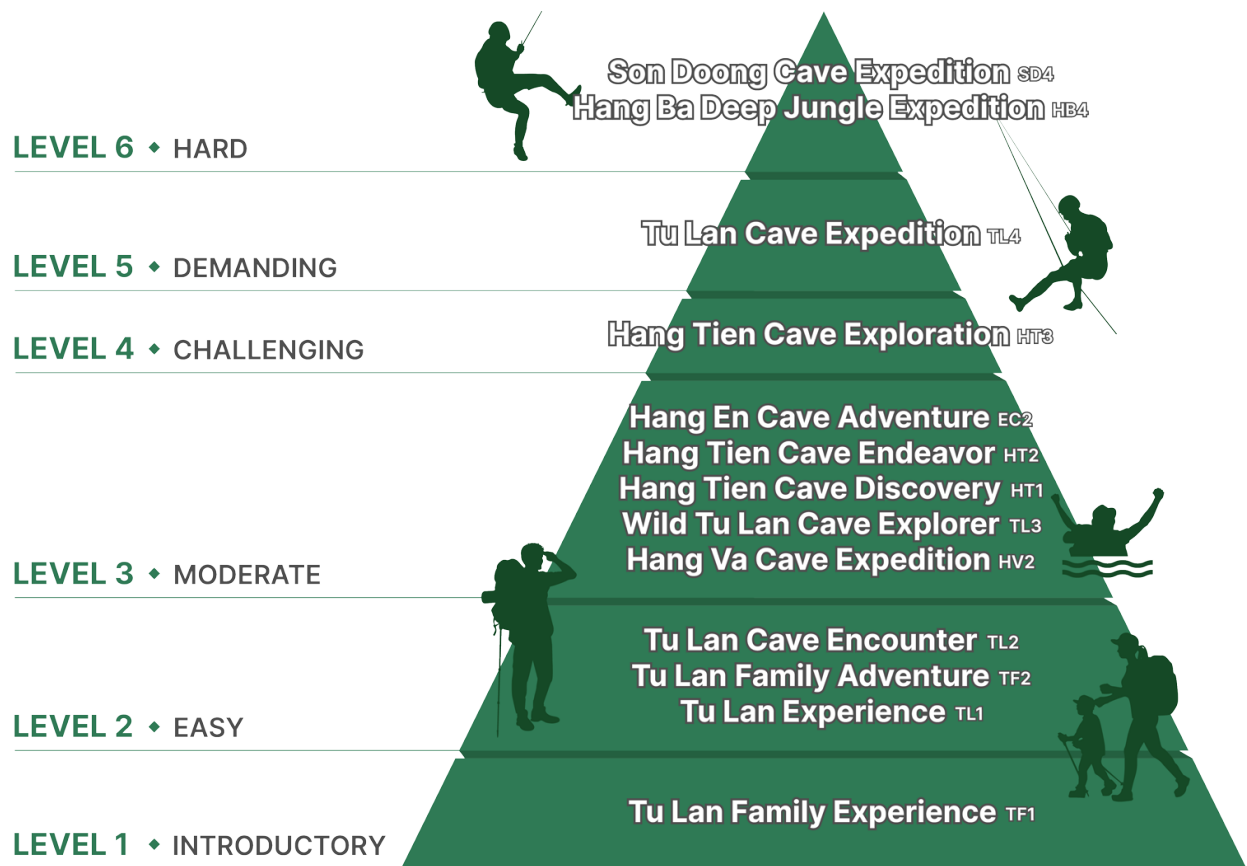 Son Doong Cave Expedition SD4
Hang Ba Deep Jungle Expedition HB4
LEVEL 6 ◆ HARD
Tu Lan Cave Expedition TL4
LEVEL 5 ◆ DEMANDING
Hang Tien Cave Exploration HT3
LEVEL 4 ◆ CHALLENGING
Hang En Cave Adventure EC2
Hang Tien Cave Endeavor HT2
Hang Tien Cave Discovery HT1
Wild Tu Lan Cave Explorer TL3
Hang Va Cave Expedition HV2
LEVEL 3 ◆ MODERATE
Tu Lan Cave Encounter TL2
Tu Lan Family Adventure TF2
Tu Lan Experience TL1
LEVEL 2 ◆ EASY
Tu Lan Family Experience TF1
LEVEL 1 ◆ INTRODUCTORY